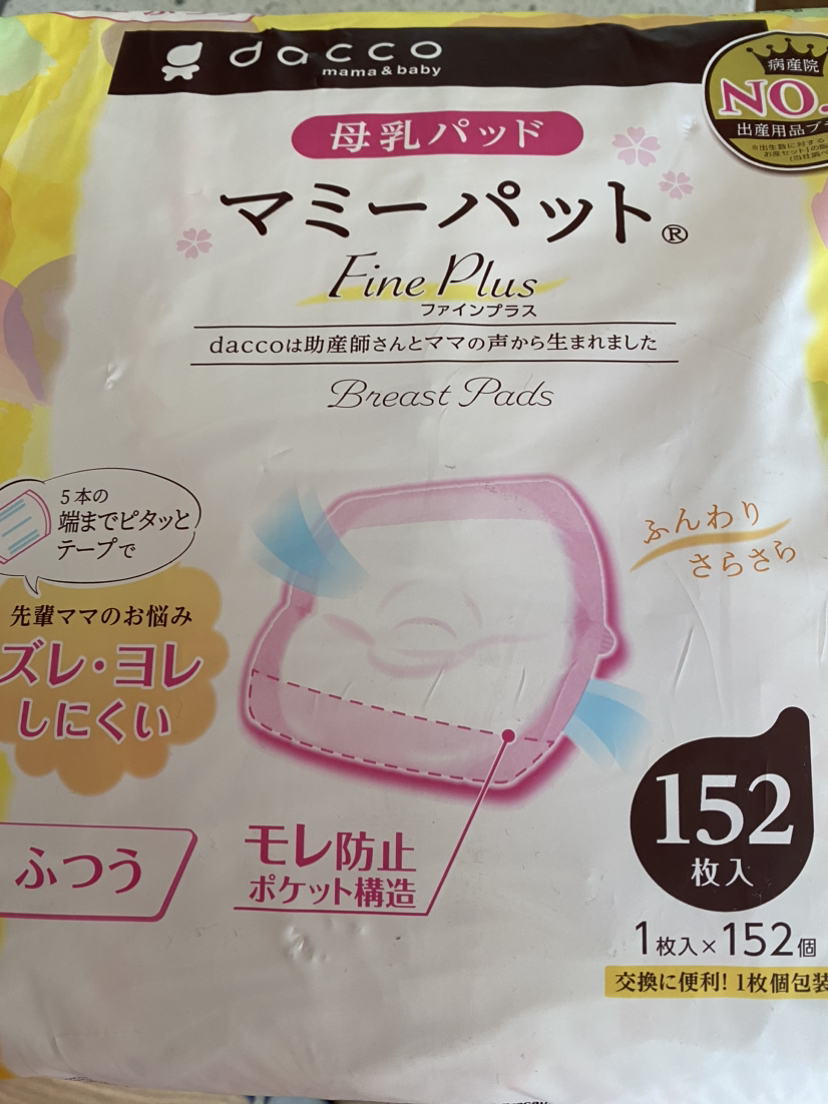 dacco
mama & baby
病産院
NO.
出産用品ブ
母乳パッド
マミーパット®
Fine Plus
ファインプラス
daccoは助産師さんとママの声から生まれました
Breast Pads
5本の
端までピタッと
テープで
先輩ママのお悩み
ズレ・ヨレ
しにくい
ふんわり
さらさら
ふつう
モレ防止
ポケット構造
152
枚入
1枚入×152個
交換に便利!1枚個包装